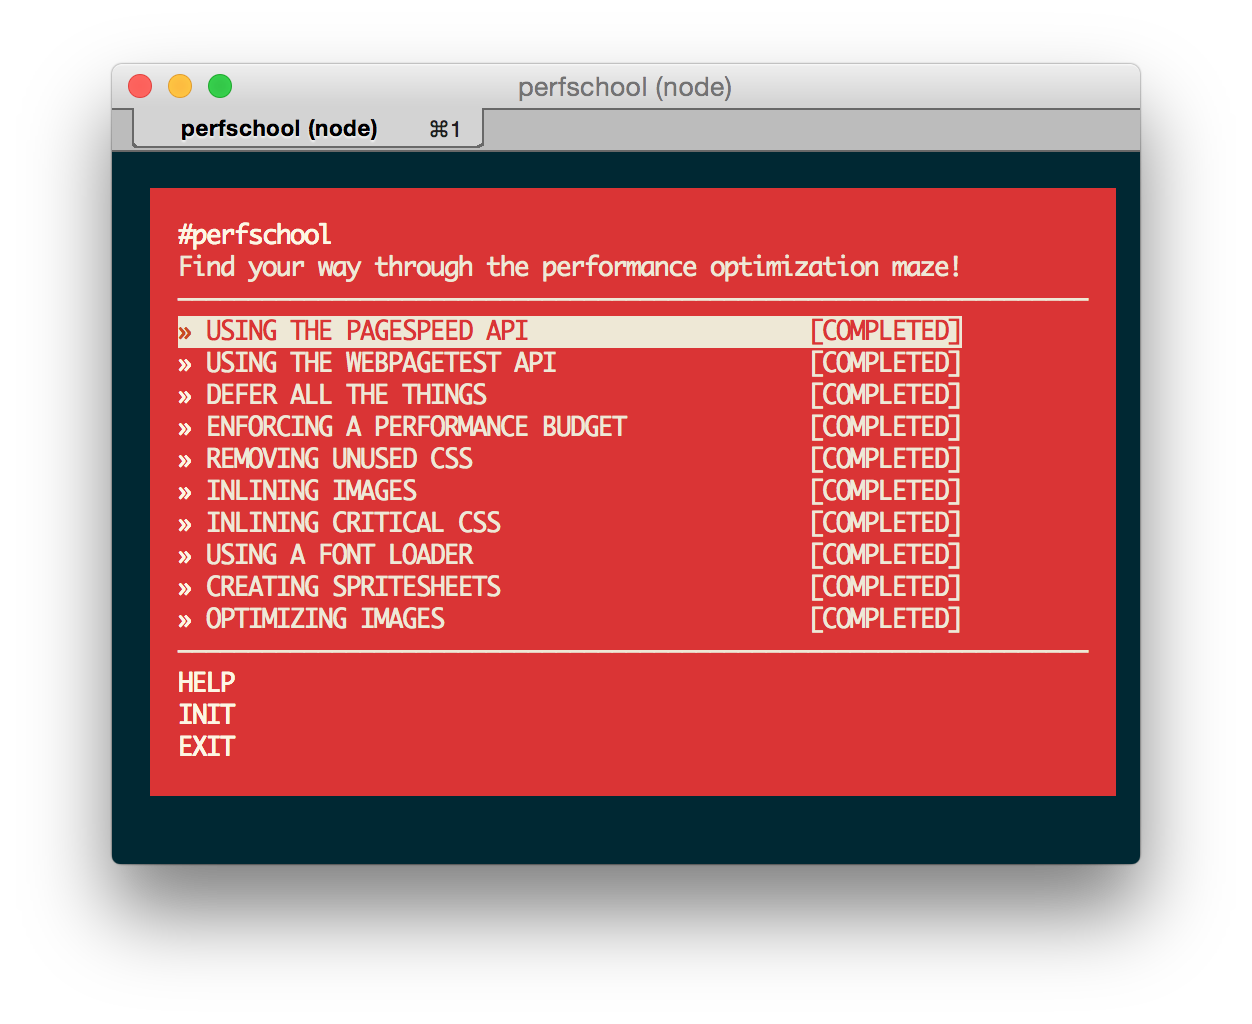 perfschool (node)
perfschool (node) ⌘1
#perfschool
Find your way through the performance optimization maze!
» USING THE PAGESPEED API [COMPLETED]
» USING THE WEBPAGETEST API [COMPLETED]
» DEFER ALL THE THINGS [COMPLETED]
» ENFORCING A PERFORMANCE BUDGET [COMPLETED]
» REMOVING UNUSED CSS [COMPLETED]
» INLINING IMAGES [COMPLETED]
» INLINING CRITICAL CSS [COMPLETED]
» USING A FONT LOADER [COMPLETED]
» CREATING SPRITESHEETS [COMPLETED]
» OPTIMIZING IMAGES [COMPLETED]
HELP
INIT
EXIT